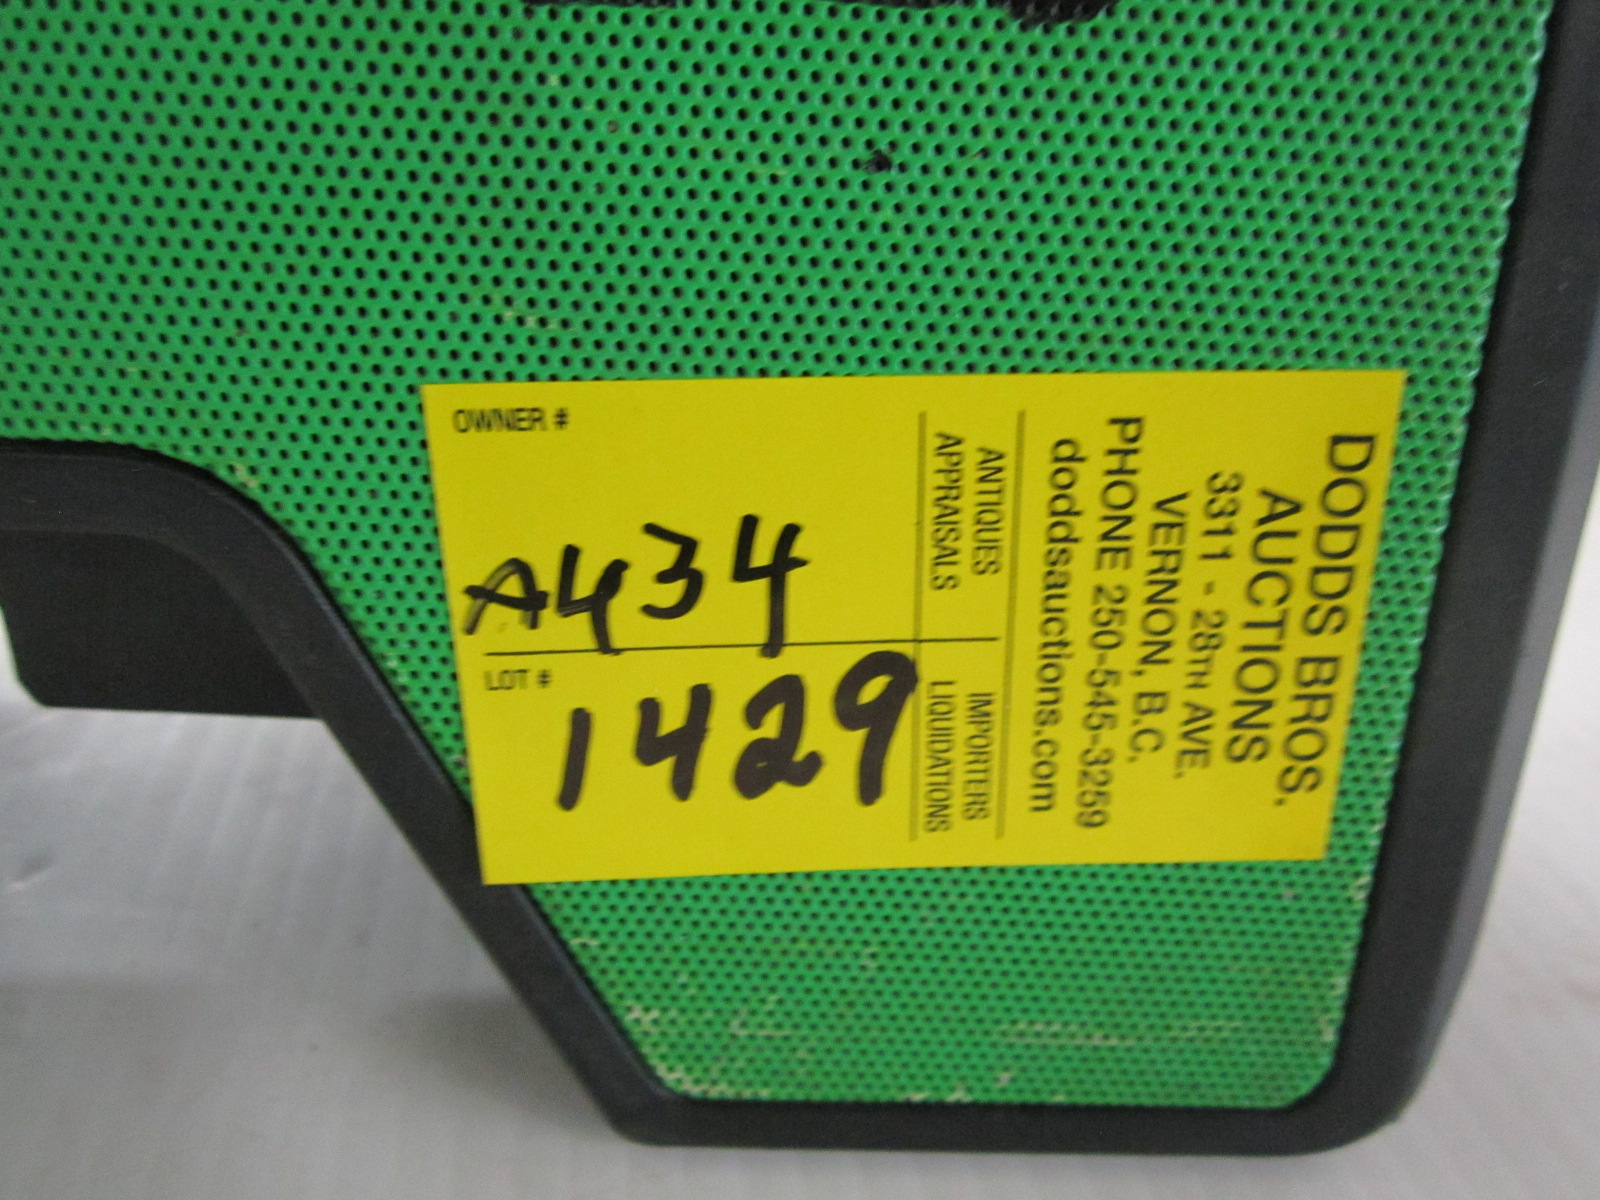 DODDS BROS.
AUCTIONS
3311 - 28TH AVE.
VERNON, B.C.
PHONE 250-545-3259
doddsauctions.com
ANTIQUES IMPORTERS
APPRAISALS LIQUIDATIONS
OWNER #
A434
LOT #
1429